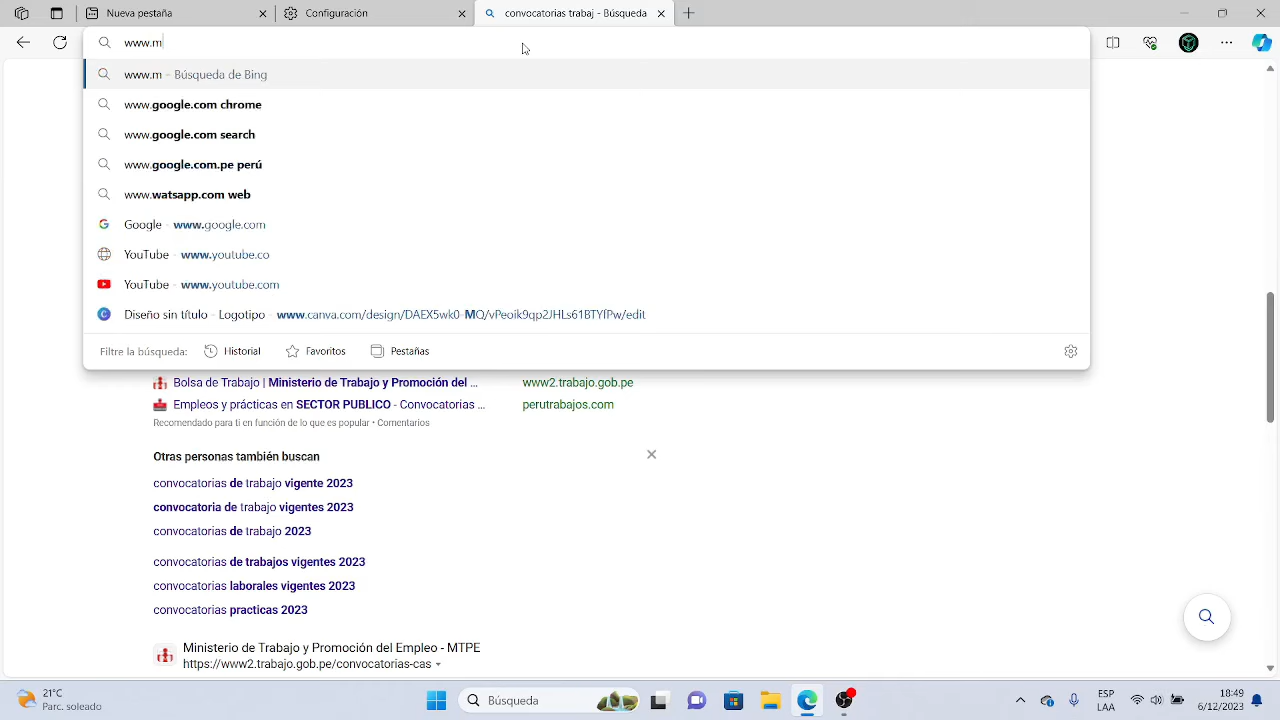 Nueva pestaña
Configuración
convocatorias trabaj - Búsqueda
www.m
www.m - Búsqueda de Bing
www.google.com chrome
www.google.com search
www.google.com.pe perú
www.watsapp.com web
Google - www.google.com
YouTube - www.youtube.co
YouTube - www.youtube.com
Diseño sin título - Logotipo - www.canva.com/design/DAEX5wk0-MQ/vPeoik9qp2JHLs61BTYfPw/edit
Filtre la búsqueda: Historial Favoritos Pestañas
Bolsa de Trabajo | Ministerio de Trabajo y Promoción del ... www2.trabajo.gob.pe
Empleos y prácticas en SECTOR PUBLICO - Convocatorias ... perutrabajos.com
Recomendado para ti en función de lo que es popular • Comentarios
Otras personas también buscan
convocatorias de trabajo vigente 2023
convocatoria de trabajo vigentes 2023
convocatorias de trabajo 2023
convocatorias de trabajos vigentes 2023
convocatorias laborales vigentes 2023
convocatorias practicas 2023
Ministerio de Trabajo y Promoción del Empleo - MTPE
https://www2.trabajo.gob.pe/convocatorias-cas
21°C
Parc. soleado
Búsqueda
ESP
LAA
18:49
6/12/2023